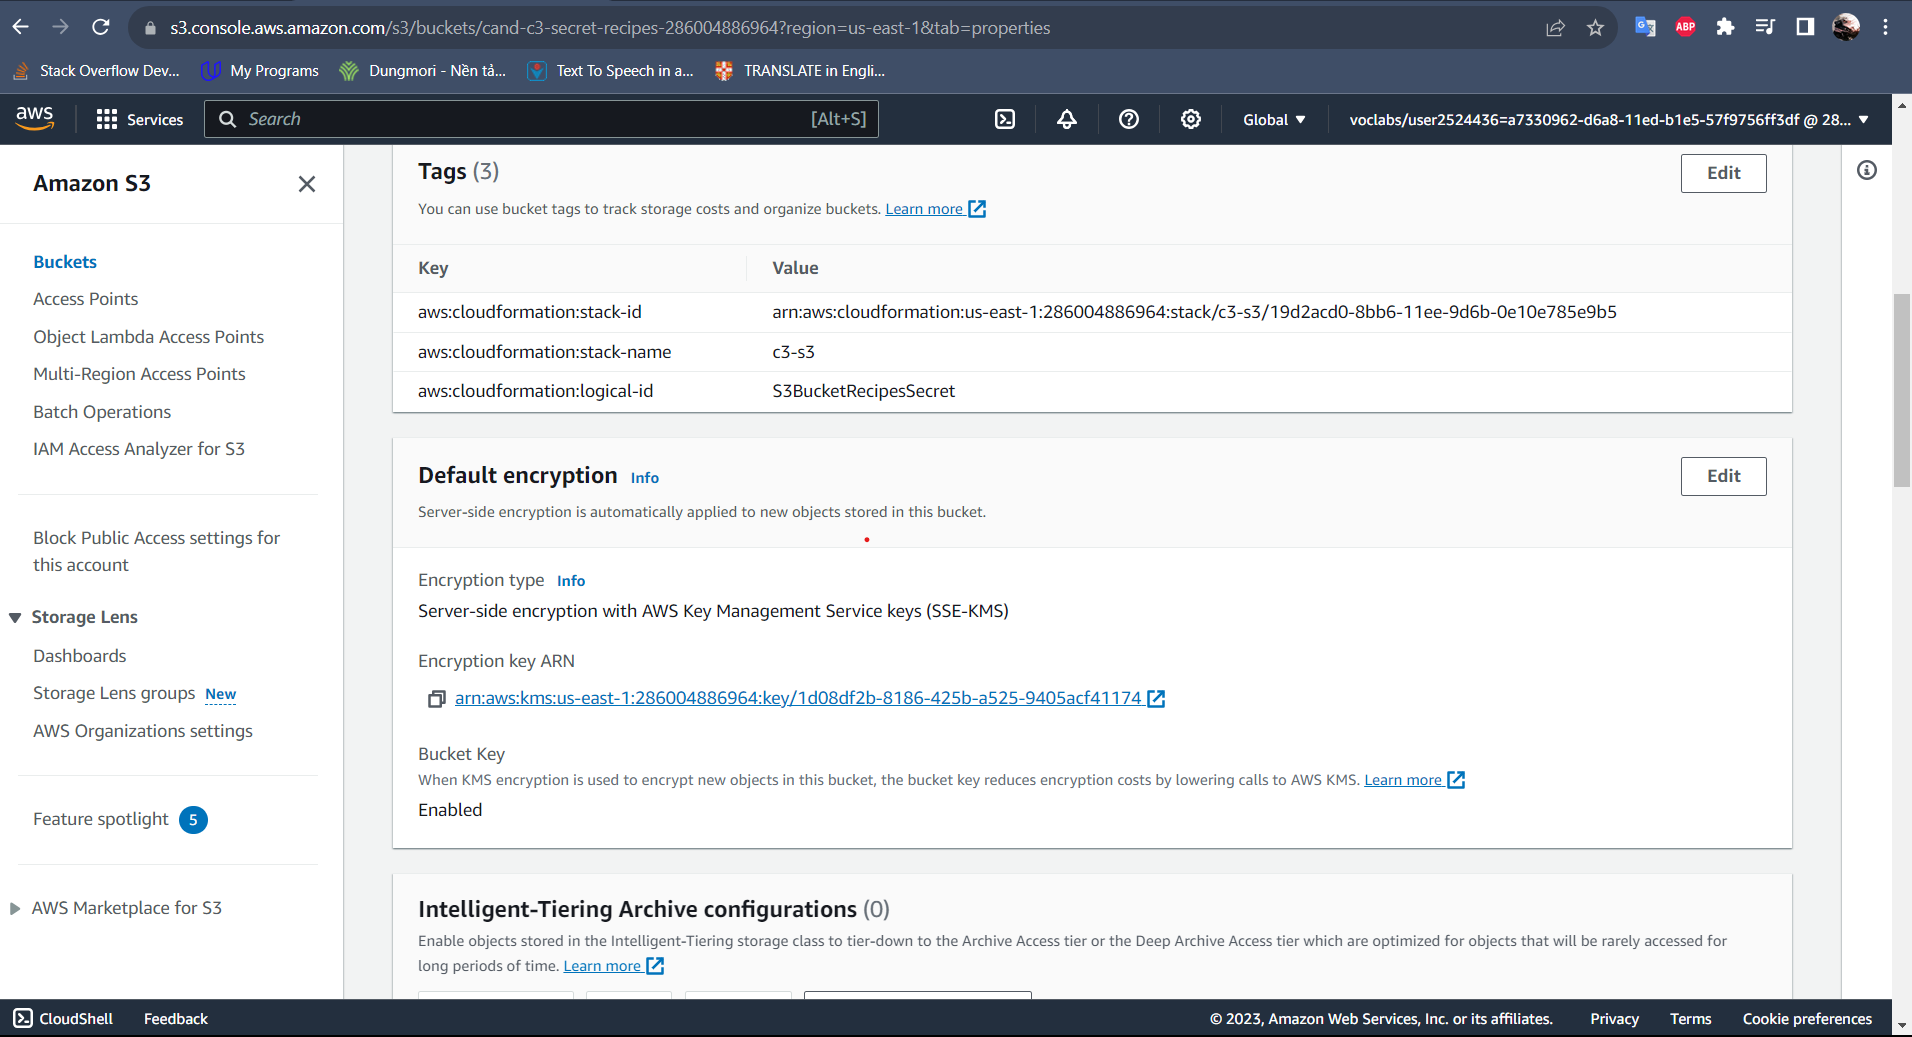 s3.console.aws.amazon.com/s3/buckets/cand-c3-secret-recipes-286004886964?region=us-east-1&tab=properties
ABP
Stack Overflow Dev...
My Programs
Dungmori - Nền tả...
Text To Speech in a...
TRANSLATE in Engli...
aws
Services
Search
[Alt+S]
Global
voclabs/user2524436=a7330962-d6a8-11ed-b1e5-57f9756ff3df @ 28...
Amazon S3
Buckets
Access Points
Object Lambda Access Points
Multi-Region Access Points
Batch Operations
IAM Access Analyzer for S3
Block Public Access settings for
this account
Storage Lens
Dashboards
Storage Lens groups New
AWS Organizations settings
Feature spotlight 5
AWS Marketplace for S3
Tags (3)
Edit
You can use bucket tags to track storage costs and organize buckets. Learn more
Key Value
aws:cloudformation:stack-id arn:aws:cloudformation:us-east-1:286004886964:stack/c3-s3/19d2acd0-8bb6-11ee-9d6b-0e10e785e9b5
aws:cloudformation:stack-name c3-s3
aws:cloudformation:logical-id S3BucketRecipesSecret
Default encryption Info
Edit
Server-side encryption is automatically applied to new objects stored in this bucket.
Encryption type Info
Server-side encryption with AWS Key Management Service keys (SSE-KMS)
Encryption key ARN
arn:aws:kms:us-east-1:286004886964:key/1d08df2b-8186-425b-a525-9405acf41174
Bucket Key
When KMS encryption is used to encrypt new objects in this bucket, the bucket key reduces encryption costs by lowering calls to AWS KMS. Learn more
Enabled
Intelligent-Tiering Archive configurations (0)
Enable objects stored in the Intelligent-Tiering storage class to tier-down to the Archive Access tier or the Deep Archive Access tier which are optimized for objects that will be rarely accessed for
long periods of time. Learn more
CloudShell
Feedback
© 2023, Amazon Web Services, Inc. or its affiliates.
Privacy
Terms
Cookie preferences